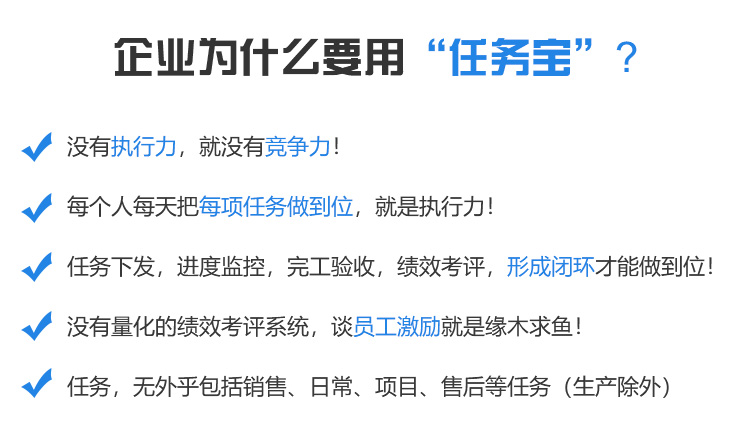 企业为什么要用“任务宝”?
没有执行力，就没有竞争力！
每个人每天把每项任务做到位，就是执行力！
任务下发，进度监控，完工验收，绩效考评，形成闭环才能做到位！
没有量化的绩效考评系统，谈员工激励就是缘木求鱼！
任务，无外乎包括销售、日常、项目、售后等任务（生产除外）